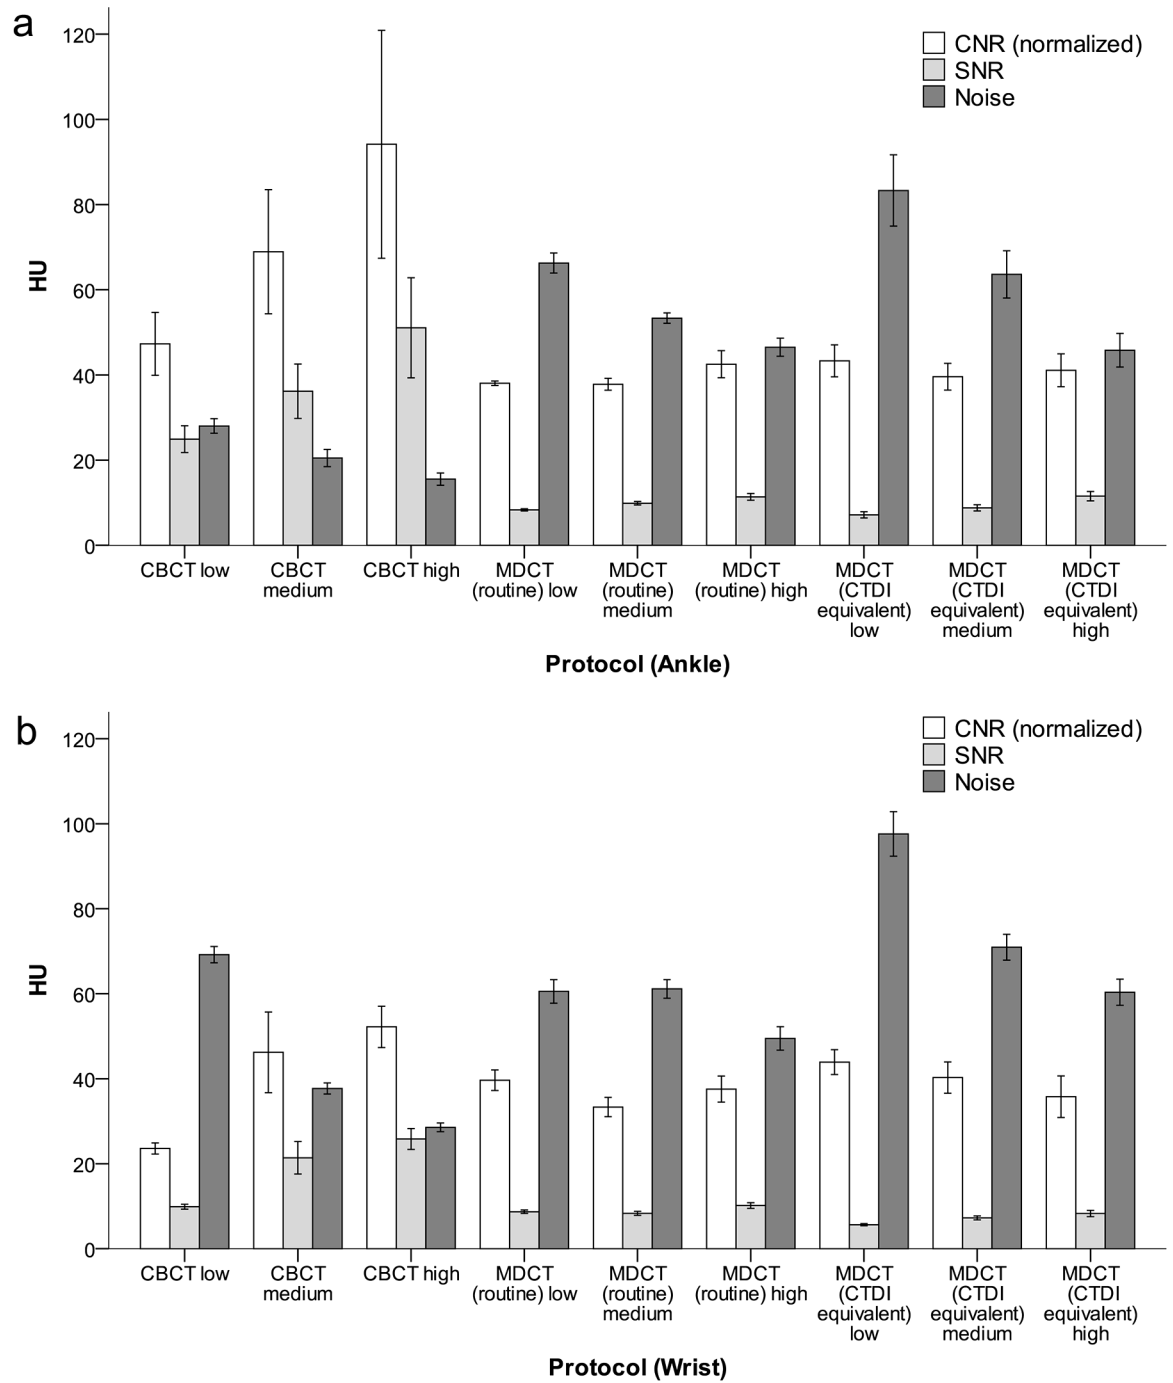 a
CNR (normalized)
SNR
Noise
HU
120
100
80
60
40
20
0
CBCT low
CBCT
medium
CBCT high
MDCT
(routine) low
MDCT
(routine)
medium
MDCT
(routine) high
MDCT
(CTDI
equivalent)
low
MDCT
(CTDI
equivalent)
medium
MDCT
(CTDI
equivalent)
high
Protocol (Ankle)
b
CNR (normalized)
SNR
Noise
HU
120
100
80
60
40
20
0
CBCT low
CBCT
medium
CBCT high
MDCT
(routine) low
MDCT
(routine)
medium
MDCT
(routine) high
MDCT
(CTDI
equivalent)
low
MDCT
(CTDI
equivalent)
medium
MDCT
(CTDI
equivalent)
high
Protocol (Wrist)